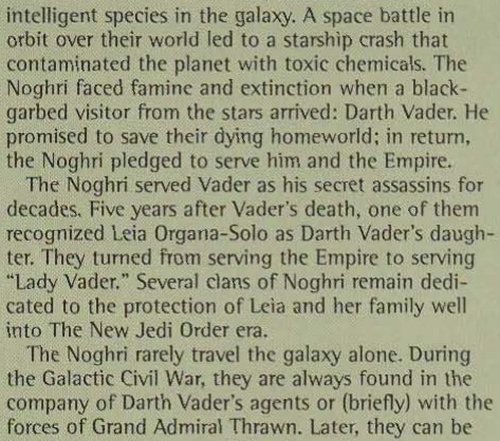 intelligent species in the galaxy. A space battle in
orbit over their world led to a starship crash that
contaminated the planet with toxic chemicals. The
Noghri faced famine and extinction when a black-
garbed visitor from the stars arrived: Darth Vader. He
promised to save their dying homeworld; in return,
the Noghri pledged to serve him and the Empire.
The Noghri served Vader as his secret assassins for
decades. Five years after Vader's death, one of them
recognized Leia Organa-Solo as Darth Vader's daugh-
ter. They turned from serving the Empire to serving
"Lady Vader." Several clans of Noghri remain dedi-
cated to the protection of Leia and her family well
into The New Jedi Order era.
The Noghri rarely travel the galaxy alone. During
the Galactic Civil War, they are always found in the
company of Darth Vader's agents or (briefly) with the
forces of Grand Admiral Thrawn. Later, they can be